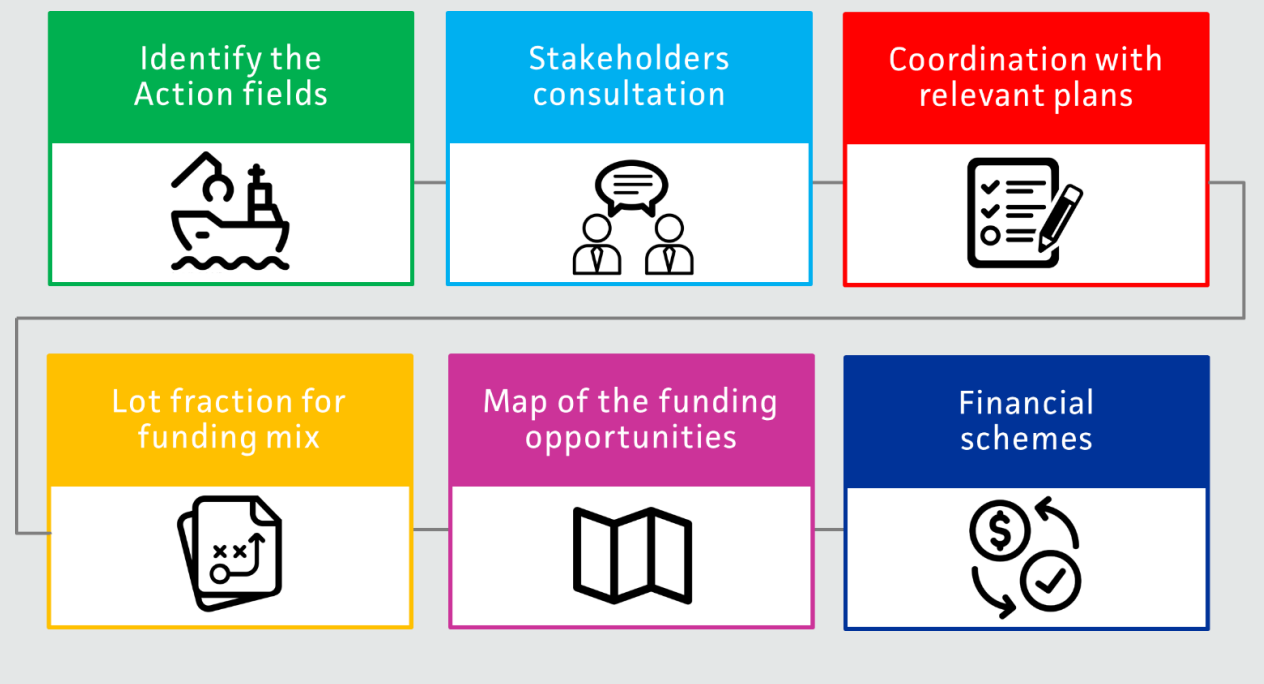 Identify the
Action fields
Stakeholders
consultation
Coordination with
relevant plans
Lot fraction for
funding mix
Map of the funding
opportunities
Financial
schemes
xx
$